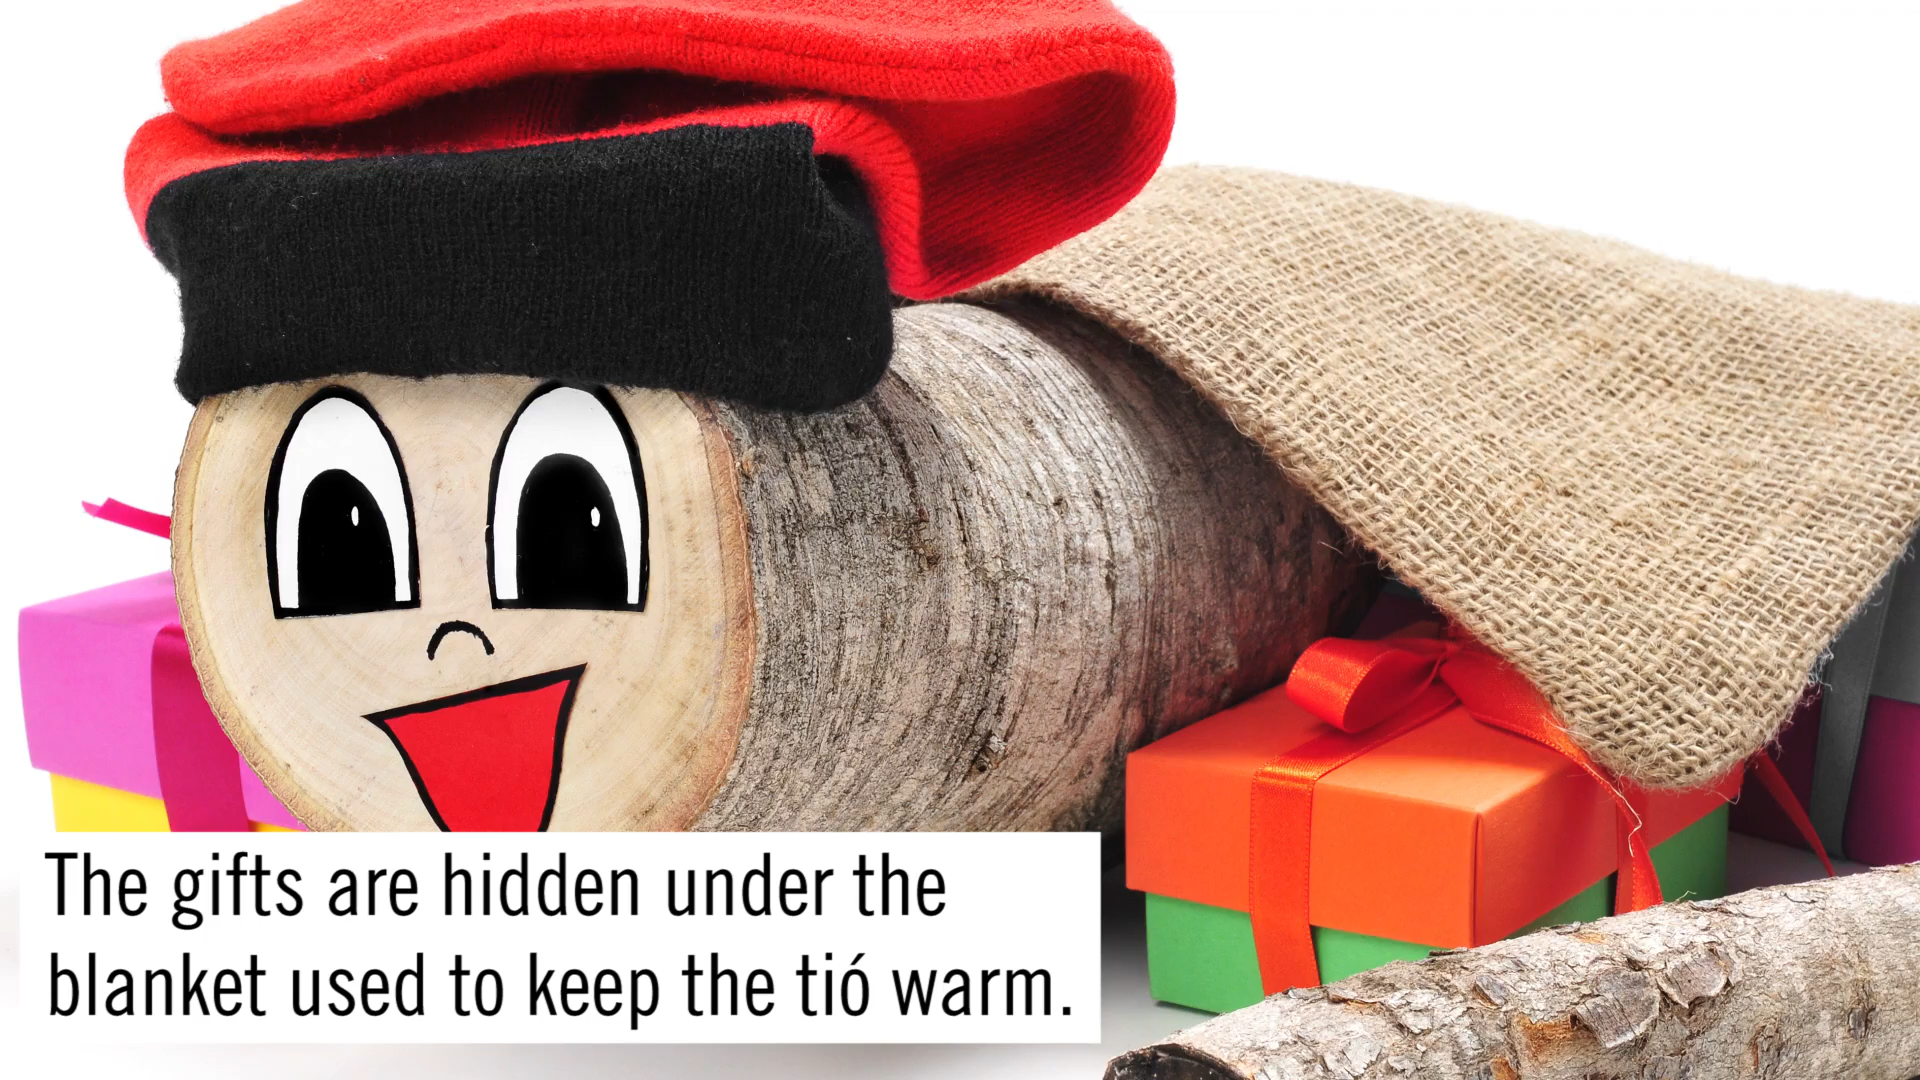 The gifts are hidden under the
blanket used to keep the tió warm.